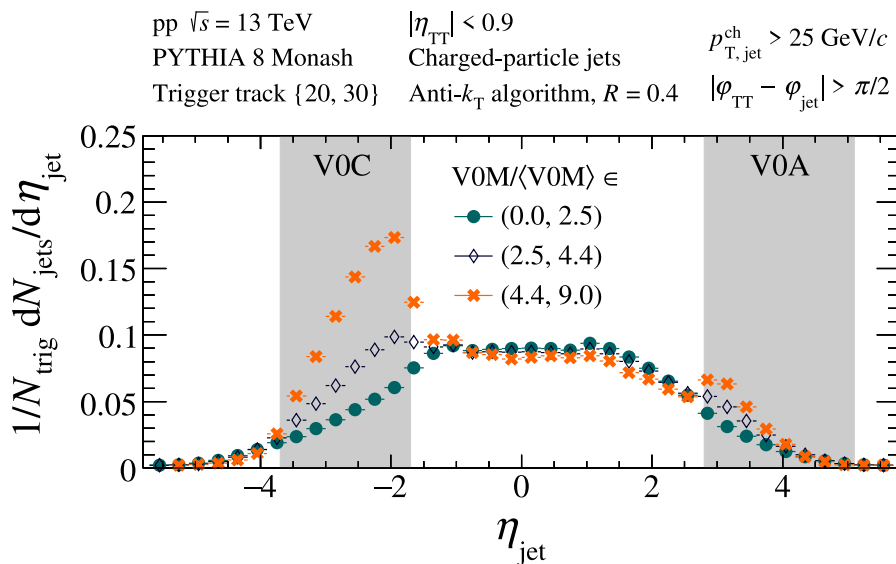 pp √s = 13 TeV
PYTHIA 8 Monash
Trigger track {20, 30}
|η_TT| < 0.9
Charged-particle jets
Anti-k_T algorithm, R = 0.4
p^ch_T, jet > 25 GeV/c
|φ_TT − φ_jet| > π/2
V0C
V0A
V0M/⟨V0M⟩ ∈
(0.0, 2.5)
(2.5, 4.4)
(4.4, 9.0)
1/N_trig dN_jets/dη_jet
0.25
0.2
0.15
0.1
0.05
0
−4 −2 0 2 4
η_jet